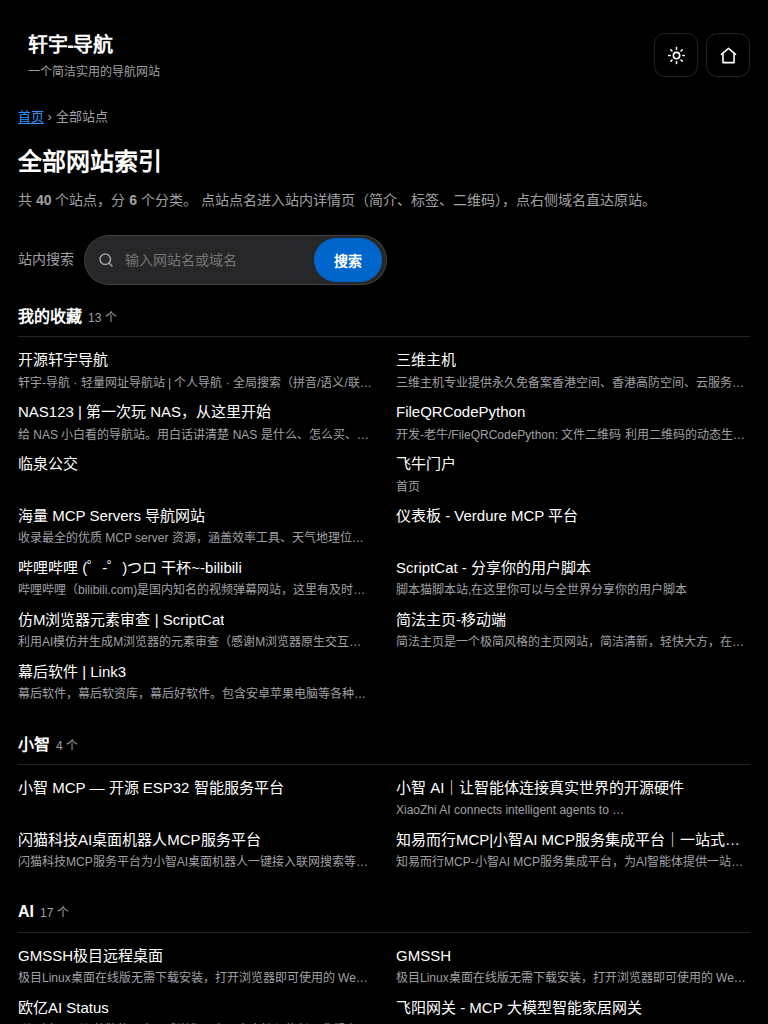 轩宇-导航
一个简洁实用的导航网站
首页 › 全部站点
全部网站索引
共 40 个站点，分 6 个分类。 点站点名进入站内详情页（简介、标签、二维码），点右侧域名直达原站。
站内搜索 输入网站名或域名 搜索
我的收藏 13 个
开源轩宇导航
轩宇-导航 · 轻量网址导航站 | 个人导航 · 全局搜索（拼音/语义/联…
三维主机
三维主机专业提供永久免备案香港空间、香港高防空间、云服务…
NAS123 | 第一次玩 NAS，从这里开始
给 NAS 小白看的导航站。用白话讲清楚 NAS 是什么、怎么买、…
FileQRCodePython
开发-老牛/FileQRCodePython: 文件二维码 利用二维码的动态生…
临泉公交
飞牛门户
首页
海量 MCP Servers 导航网站
收录最全的优质 MCP server 资源，涵盖效率工具、天气地理位…
仪表板 - Verdure MCP 平台
哔哩哔哩 (゜-゜)つロ 干杯~-bilibili
哔哩哔哩（bilibili.com)是国内知名的视频弹幕网站，这里有及时…
ScriptCat - 分享你的用户脚本
脚本猫脚本站,在这里你可以与全世界分享你的用户脚本
仿M浏览器元素审查 | ScriptCat
利用AI模仿并生成M浏览器的元素审查（感谢M浏览器原生交互…
简法主页-移动端
简法主页是一个极简风格的主页网站，简洁清新，轻快大方，在…
幕后软件 | Link3
幕后软件，幕后软资库，幕后好软件。包含安卓苹果电脑等各种…
小智 4 个
小智 MCP — 开源 ESP32 智能服务平台
小智 AI｜让智能体连接真实世界的开源硬件
XiaoZhi AI connects intelligent agents to …
闪猫科技AI桌面机器人MCP服务平台
闪猫科技MCP服务平台为小智AI桌面机器人一键接入联网搜索等…
知易而行MCP|小智AI MCP服务集成平台｜一站式…
知易而行MCP-小智AI MCP服务集成平台，为AI智能体提供一站…
AI 17 个
GMSSH极目远程桌面
极目Linux桌面在线版无需下载安装，打开浏览器即可使用的 We…
GMSSH
极目Linux桌面在线版无需下载安装，打开浏览器即可使用的 We…
欧亿AI Status
飞阳网关 - MCP 大模型智能家居网关